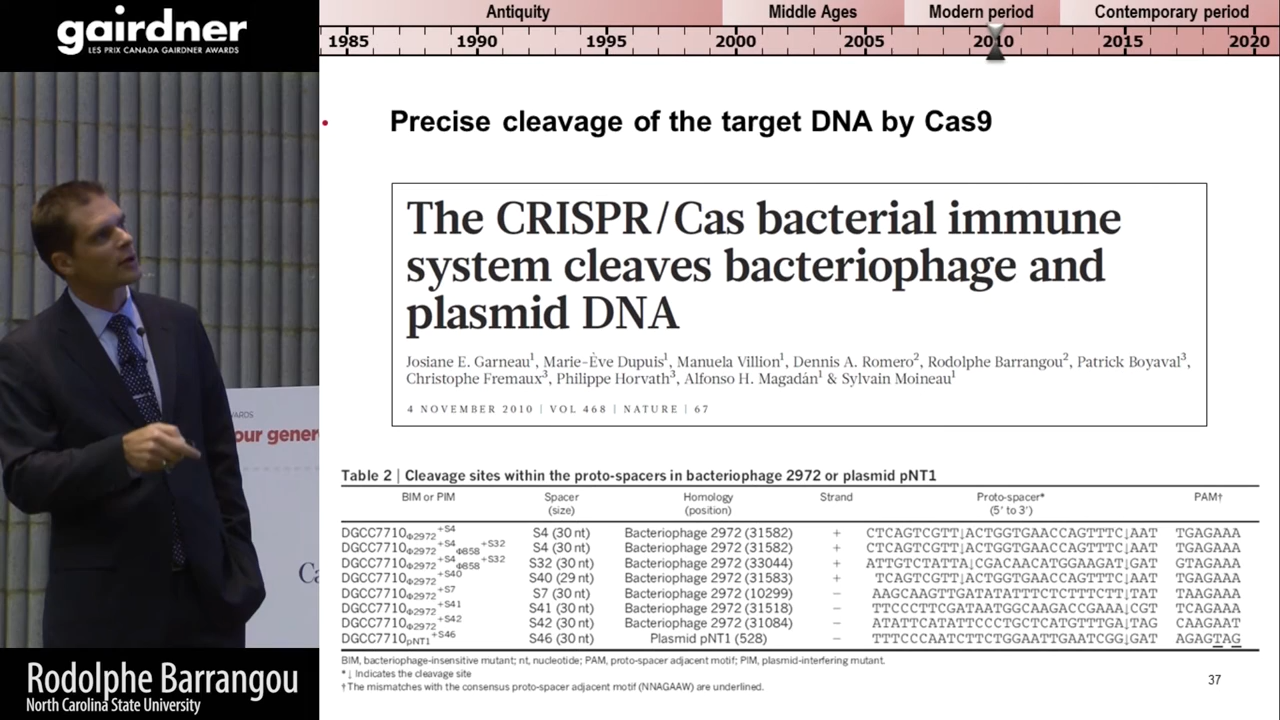 gairdner
LES PRIX CANADA GAIRDNER AWARDS
Antiquity Middle Ages Modern period Contemporary period
1985 1990 1995 2000 2005 2010 2015 2020
• Precise cleavage of the target DNA by Cas9
The CRISPR/Cas bacterial immune
system cleaves bacteriophage and
plasmid DNA
Josiane E. Garneau¹, Marie-Ève Dupuis¹, Manuela Villion¹, Dennis A. Romero², Rodolphe Barrangou², Patrick Boyaval³,
Christophe Fremaux³, Philippe Horvath³, Alfonso H. Magadán¹ & Sylvain Moineau¹
4 NOVEMBER 2010 | VOL 468 | NATURE | 67
ARDS
our gener
Ca
Table 2 | Cleavage sites within the proto-spacers in bacteriophage 2972 or plasmid pNT1
BIM or PIM Spacer Homology Strand Proto-spacer* PAM†
(size) (position) (5′ to 3′)
DGCC7710Φ2972+S4 S4 (30 nt) Bacteriophage 2972 (31582) + CTCAGTCGTT↓ACTGGTGAACCAGTTTC↓AAT TGAGAAA
DGCC7710Φ2972+S4Φ858+S32 S4 (30 nt) Bacteriophage 2972 (31582) + CTCAGTCGTT↓ACTGGTGAACCAGTTTC↓AAT TGAGAAA
DGCC7710Φ2972+S4Φ858+S32 S32 (30 nt) Bacteriophage 2972 (33044) + ATTGTCTATTA↓CGACAACATGGAAGAT↓GAT GTAGAAA
DGCC7710Φ2972+S40 S40 (29 nt) Bacteriophage 2972 (31583) + TCAGTCGTT↓ACTGGTGAACCAGTTTC↓AAT TGAGAAA
DGCC7710Φ2972+S7 S7 (30 nt) Bacteriophage 2972 (10299) − AAGCAAGTTGATATATTTCTCTTTCTT↓TAT TAAGAAA
DGCC7710Φ2972+S41 S41 (30 nt) Bacteriophage 2972 (31518) − TTCCCTTCGATAATGGCAAGACCGAAA↓CGT TCAGAAA
DGCC7710Φ2972+S42 S42 (30 nt) Bacteriophage 2972 (31084) − ATATTCATATTCCCTGCTCATGTTTGA↓TAG CAAGAAT
DGCC7710pNT1+S46 S46 (30 nt) Plasmid pNT1 (528) − TTTCCCAATCTTCTGGAATTGAATCGG↓GAT AGAGTAG
BIM, bacteriophage-insensitive mutant; nt, nucleotide; PAM, proto-spacer adjacent motif; PIM, plasmid-interfering mutant.
*↓ Indicates the cleavage site
†The mismatches with the consensus proto-spacer adjacent motif (NNAGAAW) are underlined.
37
Rodolphe Barrangou
North Carolina State University